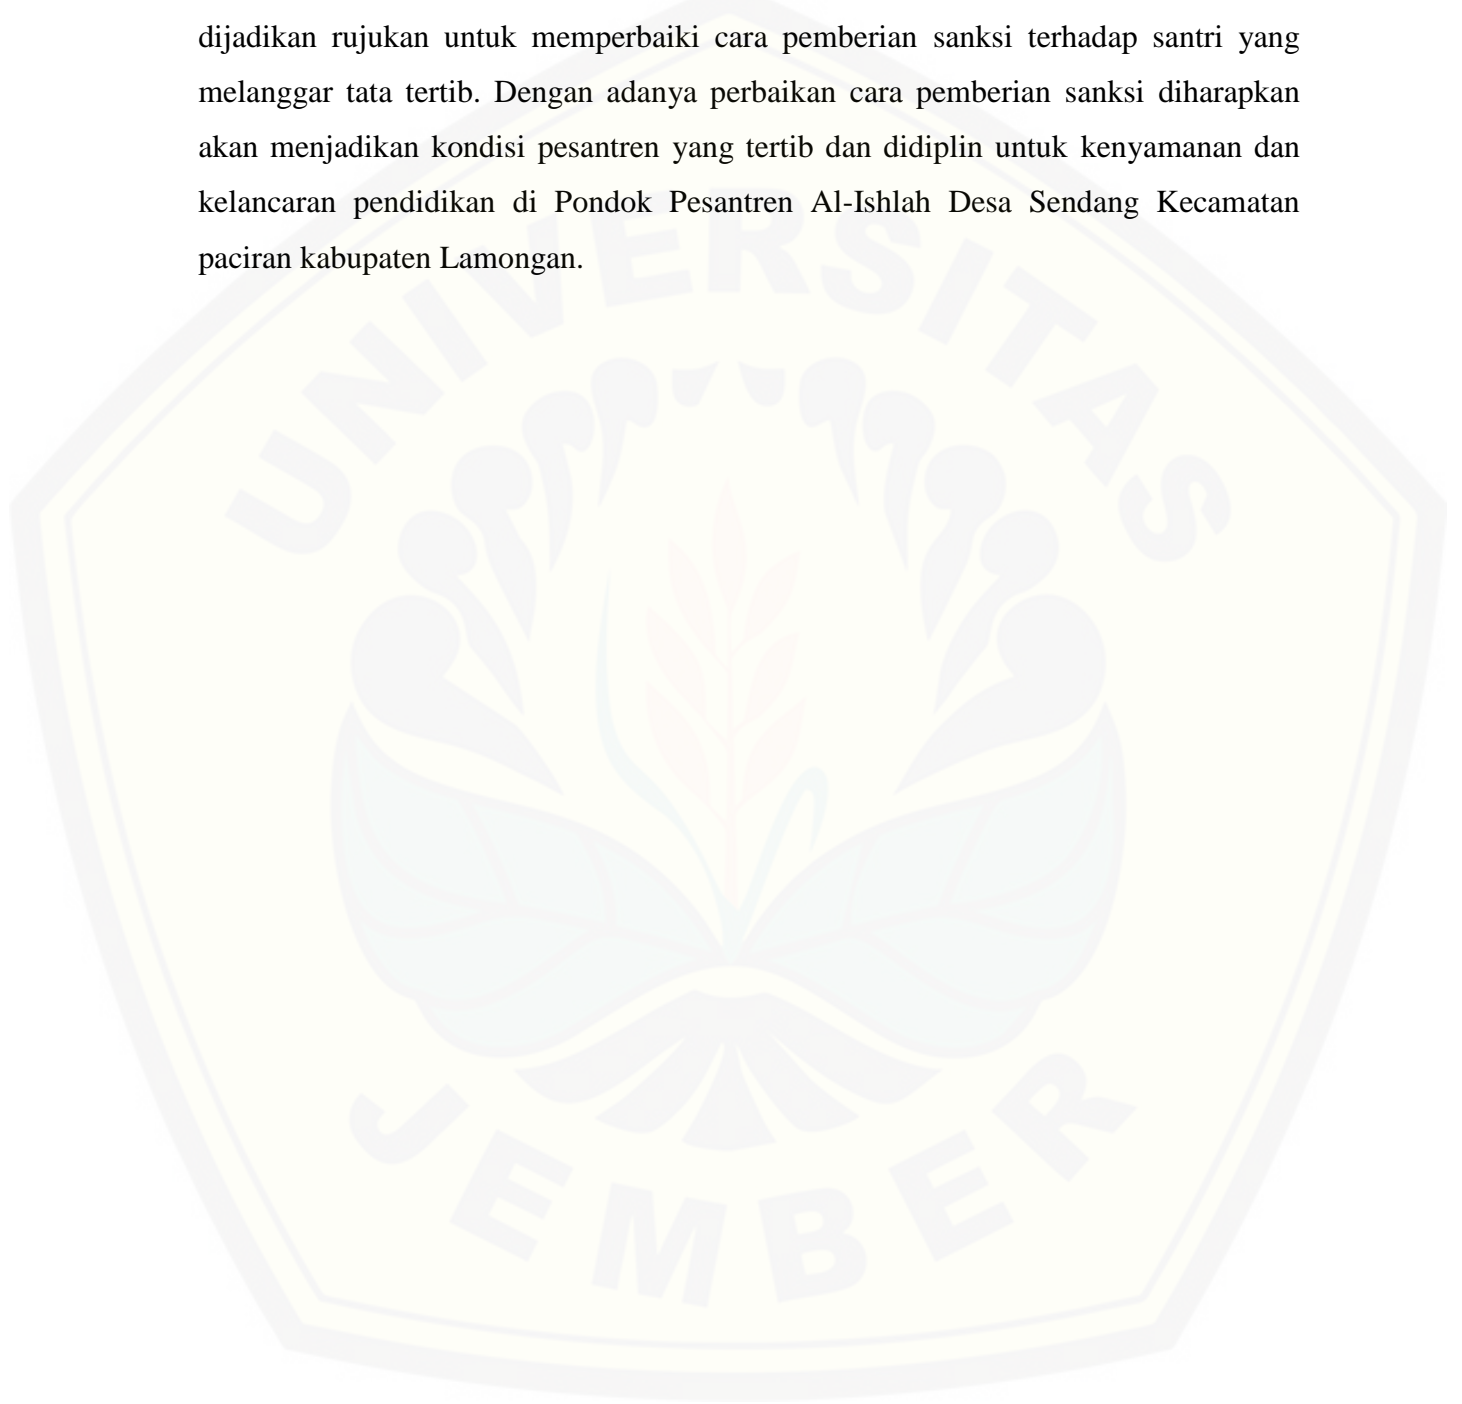 dijadikan rujukan untuk memperbaiki cara pemberian sanksi terhadap santri yang
melanggar tata tertib. Dengan adanya perbaikan cara pemberian sanksi diharapkan
akan menjadikan kondisi pesantren yang tertib dan didiplin untuk kenyamanan dan
kelancaran pendidikan di Pondok Pesantren Al-Ishlah Desa Sendang Kecamatan
paciran kabupaten Lamongan.
UNIVERSITAS
JEMBER